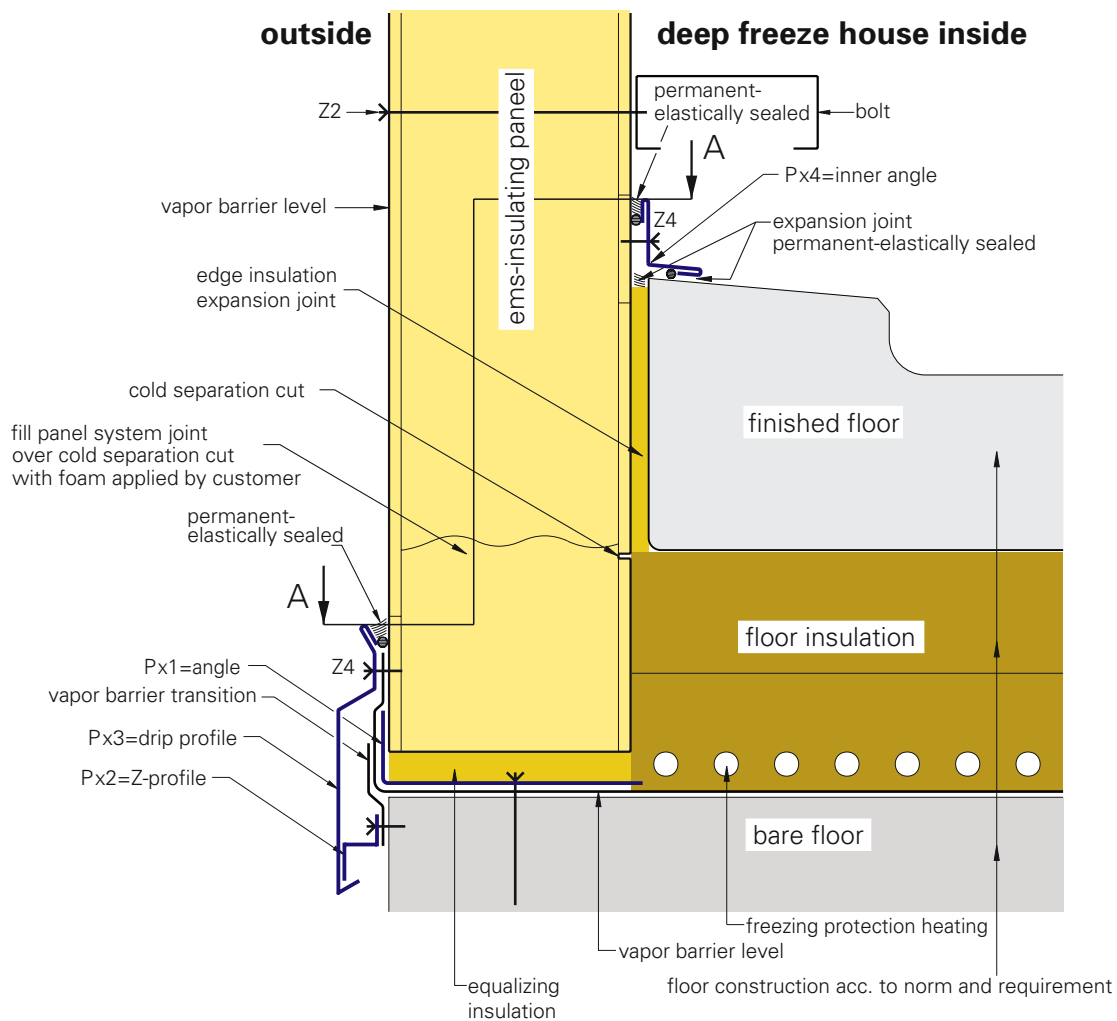 outside
deep freeze house inside
permanent-
elastically sealed
Z2
bolt
A
ems-insulating paneel
Px4=inner angle
vapor barrier level
Z4
expansion joint
permanent-elastically sealed
edge insulation
expansion joint
cold separation cut
finished floor
fill panel system joint
over cold separation cut
with foam applied by customer
permanent-
elastically sealed
A
floor insulation
Z4
Px1=angle
vapor barrier transition
Px3=drip profile
Px2=Z-profile
bare floor
freezing protection heating
vapor barrier level
equalizing
insulation
floor construction acc. to norm and requirement